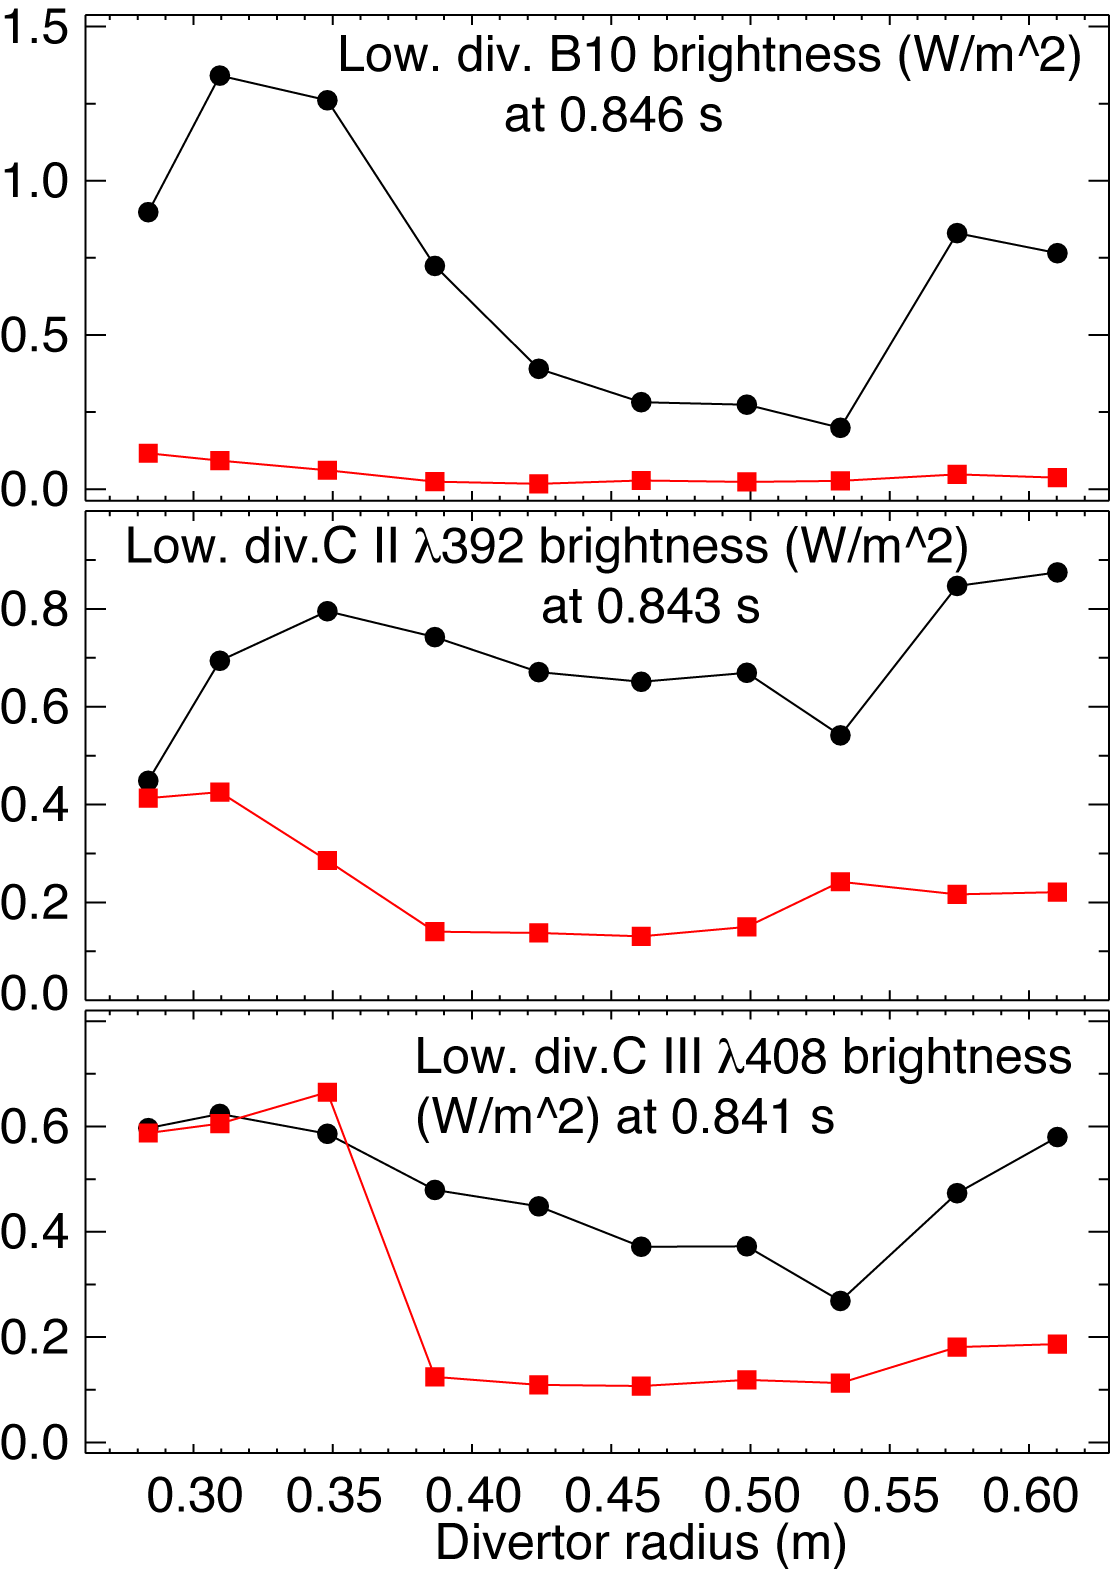 Low. div. B10 brightness (W/m^2)
at 0.846 s
1.5
1.0
0.5
0.0
Low. div.C II λ392 brightness (W/m^2)
at 0.843 s
0.8
0.6
0.4
0.2
0.0
Low. div.C III λ408 brightness
(W/m^2) at 0.841 s
0.6
0.4
0.2
0.0
0.30 0.35 0.40 0.45 0.50 0.55 0.60
Divertor radius (m)